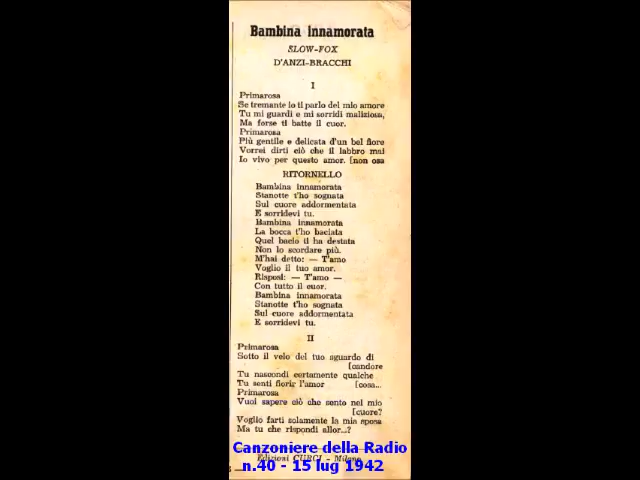 Bambina innamorata
SLOW-FOX
D'ANZI-BRACCHI
I
Primarosa
Se tremante io ti parlo del mio amore
Tu mi guardi e mi sorridi maliziosa,
Ma forse ti batte il cuor.
Primarosa
Più gentile e delicata d'un bel fiore
Vorrei dirti ciò che il labbro mai
Io vivo per questo amor. [non osa
RITORNELLO
Bambina innamorata
Stanotte t'ho sognata
Sul cuore addormentata
E sorridevi tu.
Bambina innamorata
La bocca t'ho baciata
Quel bacio ti ha destata
Non lo scordare più.
M'hai detto: — T'amo
Voglio il tuo amor.
Risposi: — T'amo —
Con tutto il cuor.
Bambina innamorata
Stanotte t'ho sognata
Sul cuore addormentata
E sorridevi tu.
II
Primarosa
Sotto il velo del tuo sguardo di
[candore
Tu nascondi certamente qualche
Tu senti fiorir l'amor [cosa...
Primarosa
Vuoi sapere ciò che sento nel mio
[cuore?
Voglio farti solamente la mia sposa
Ma tu che rispondi allor...?
Edizioni CURCI - Milano
Canzoniere della Radio
n.40 - 15 lug 1942